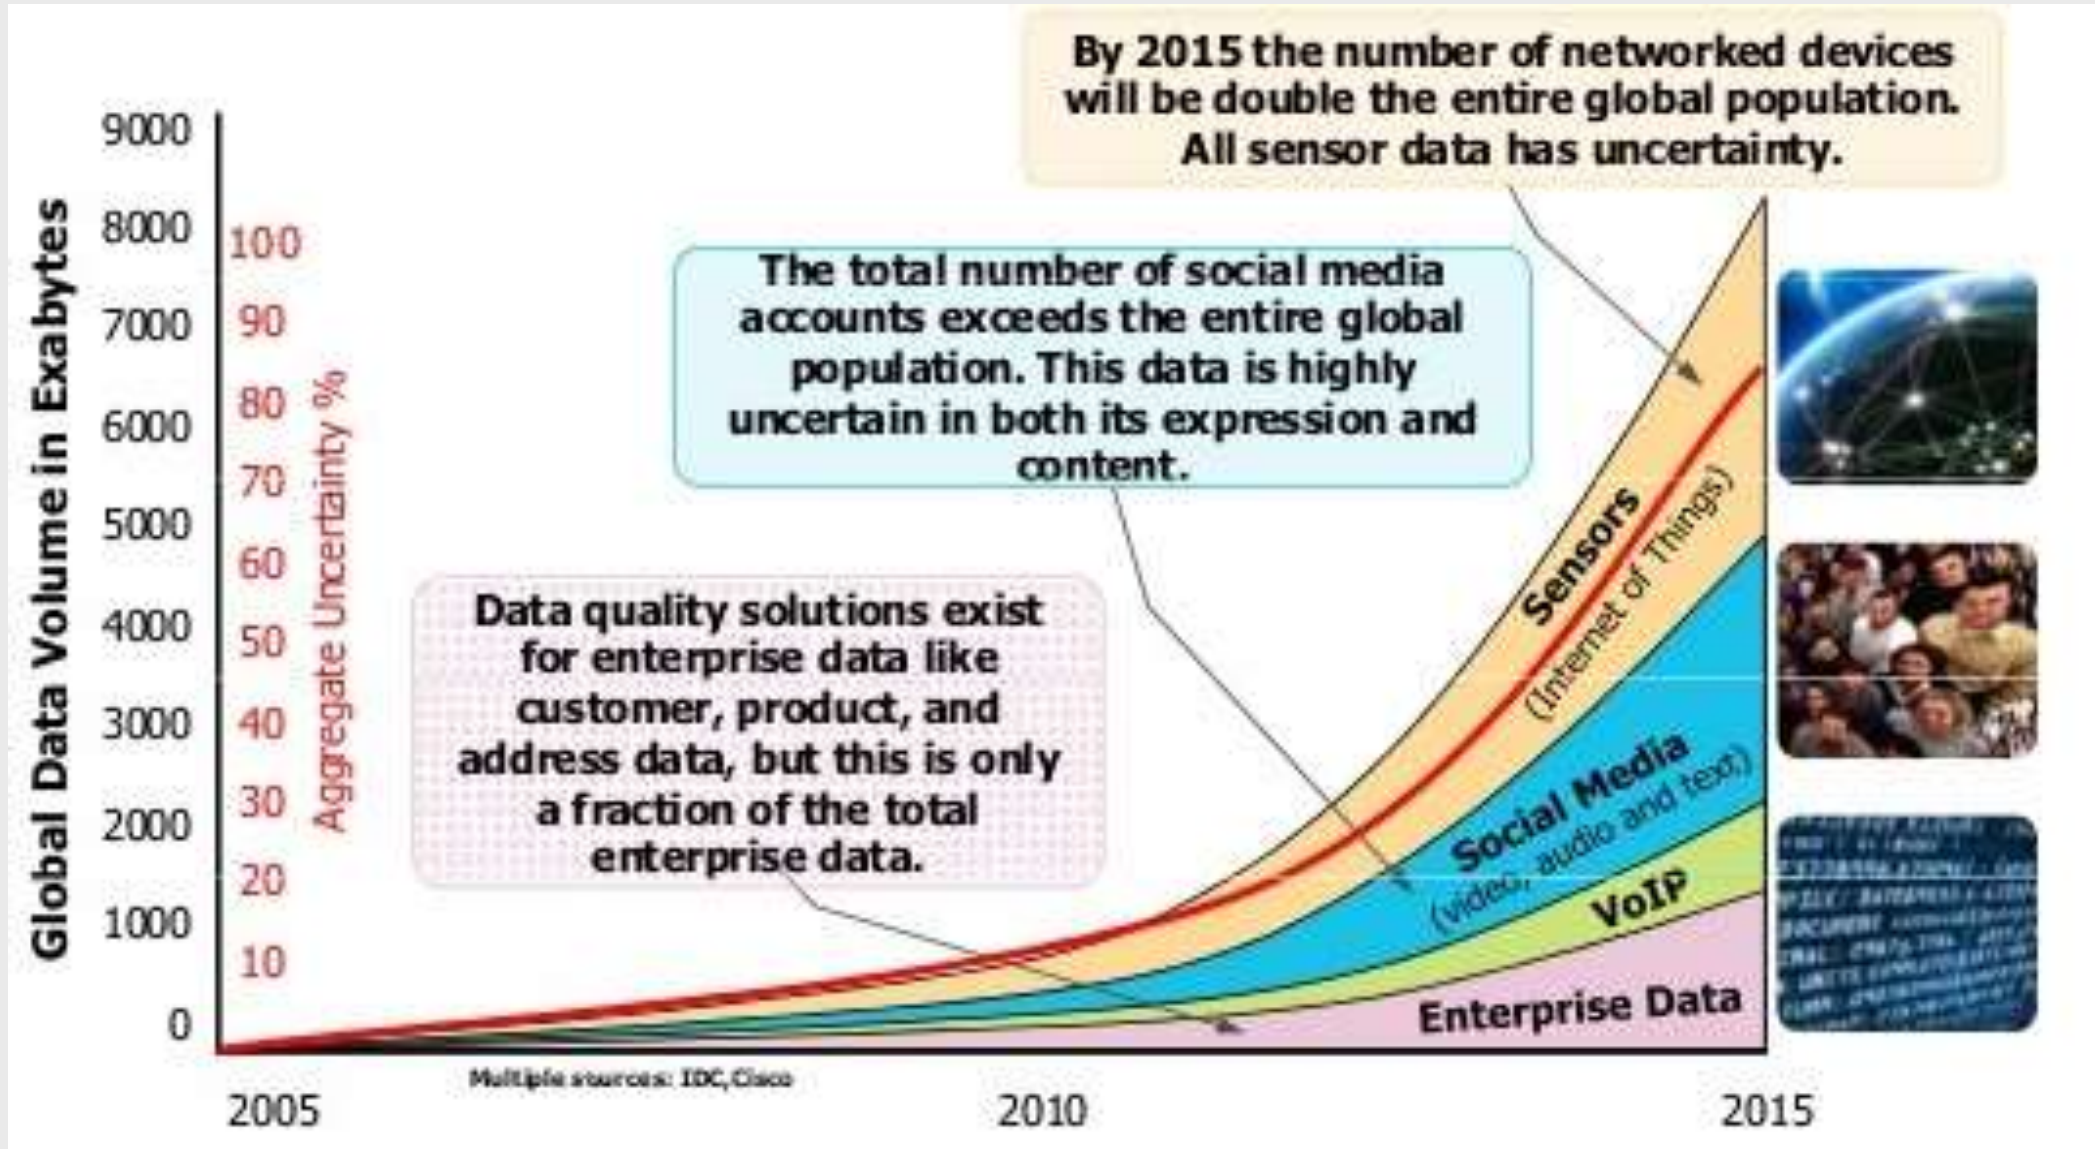 By 2015 the number of networked devices
will be double the entire global population.
All sensor data has uncertainty.
Global Data Volume in Exabytes
9000
8000
7000
6000
5000
4000
3000
2000
1000
0
Aggregate Uncertainty %
100
90
80
70
60
50
40
30
20
10
The total number of social media
accounts exceeds the entire global
population. This data is highly
uncertain in both its expression and
content.
Data quality solutions exist
for enterprise data like
customer, product, and
address data, but this is only
a fraction of the total
enterprise data.
Sensors
(Internet of Things)
Social Media
(video, audio and text)
VoIP
Enterprise Data
Multiple sources: IDC,Cisco
2005
2010
2015